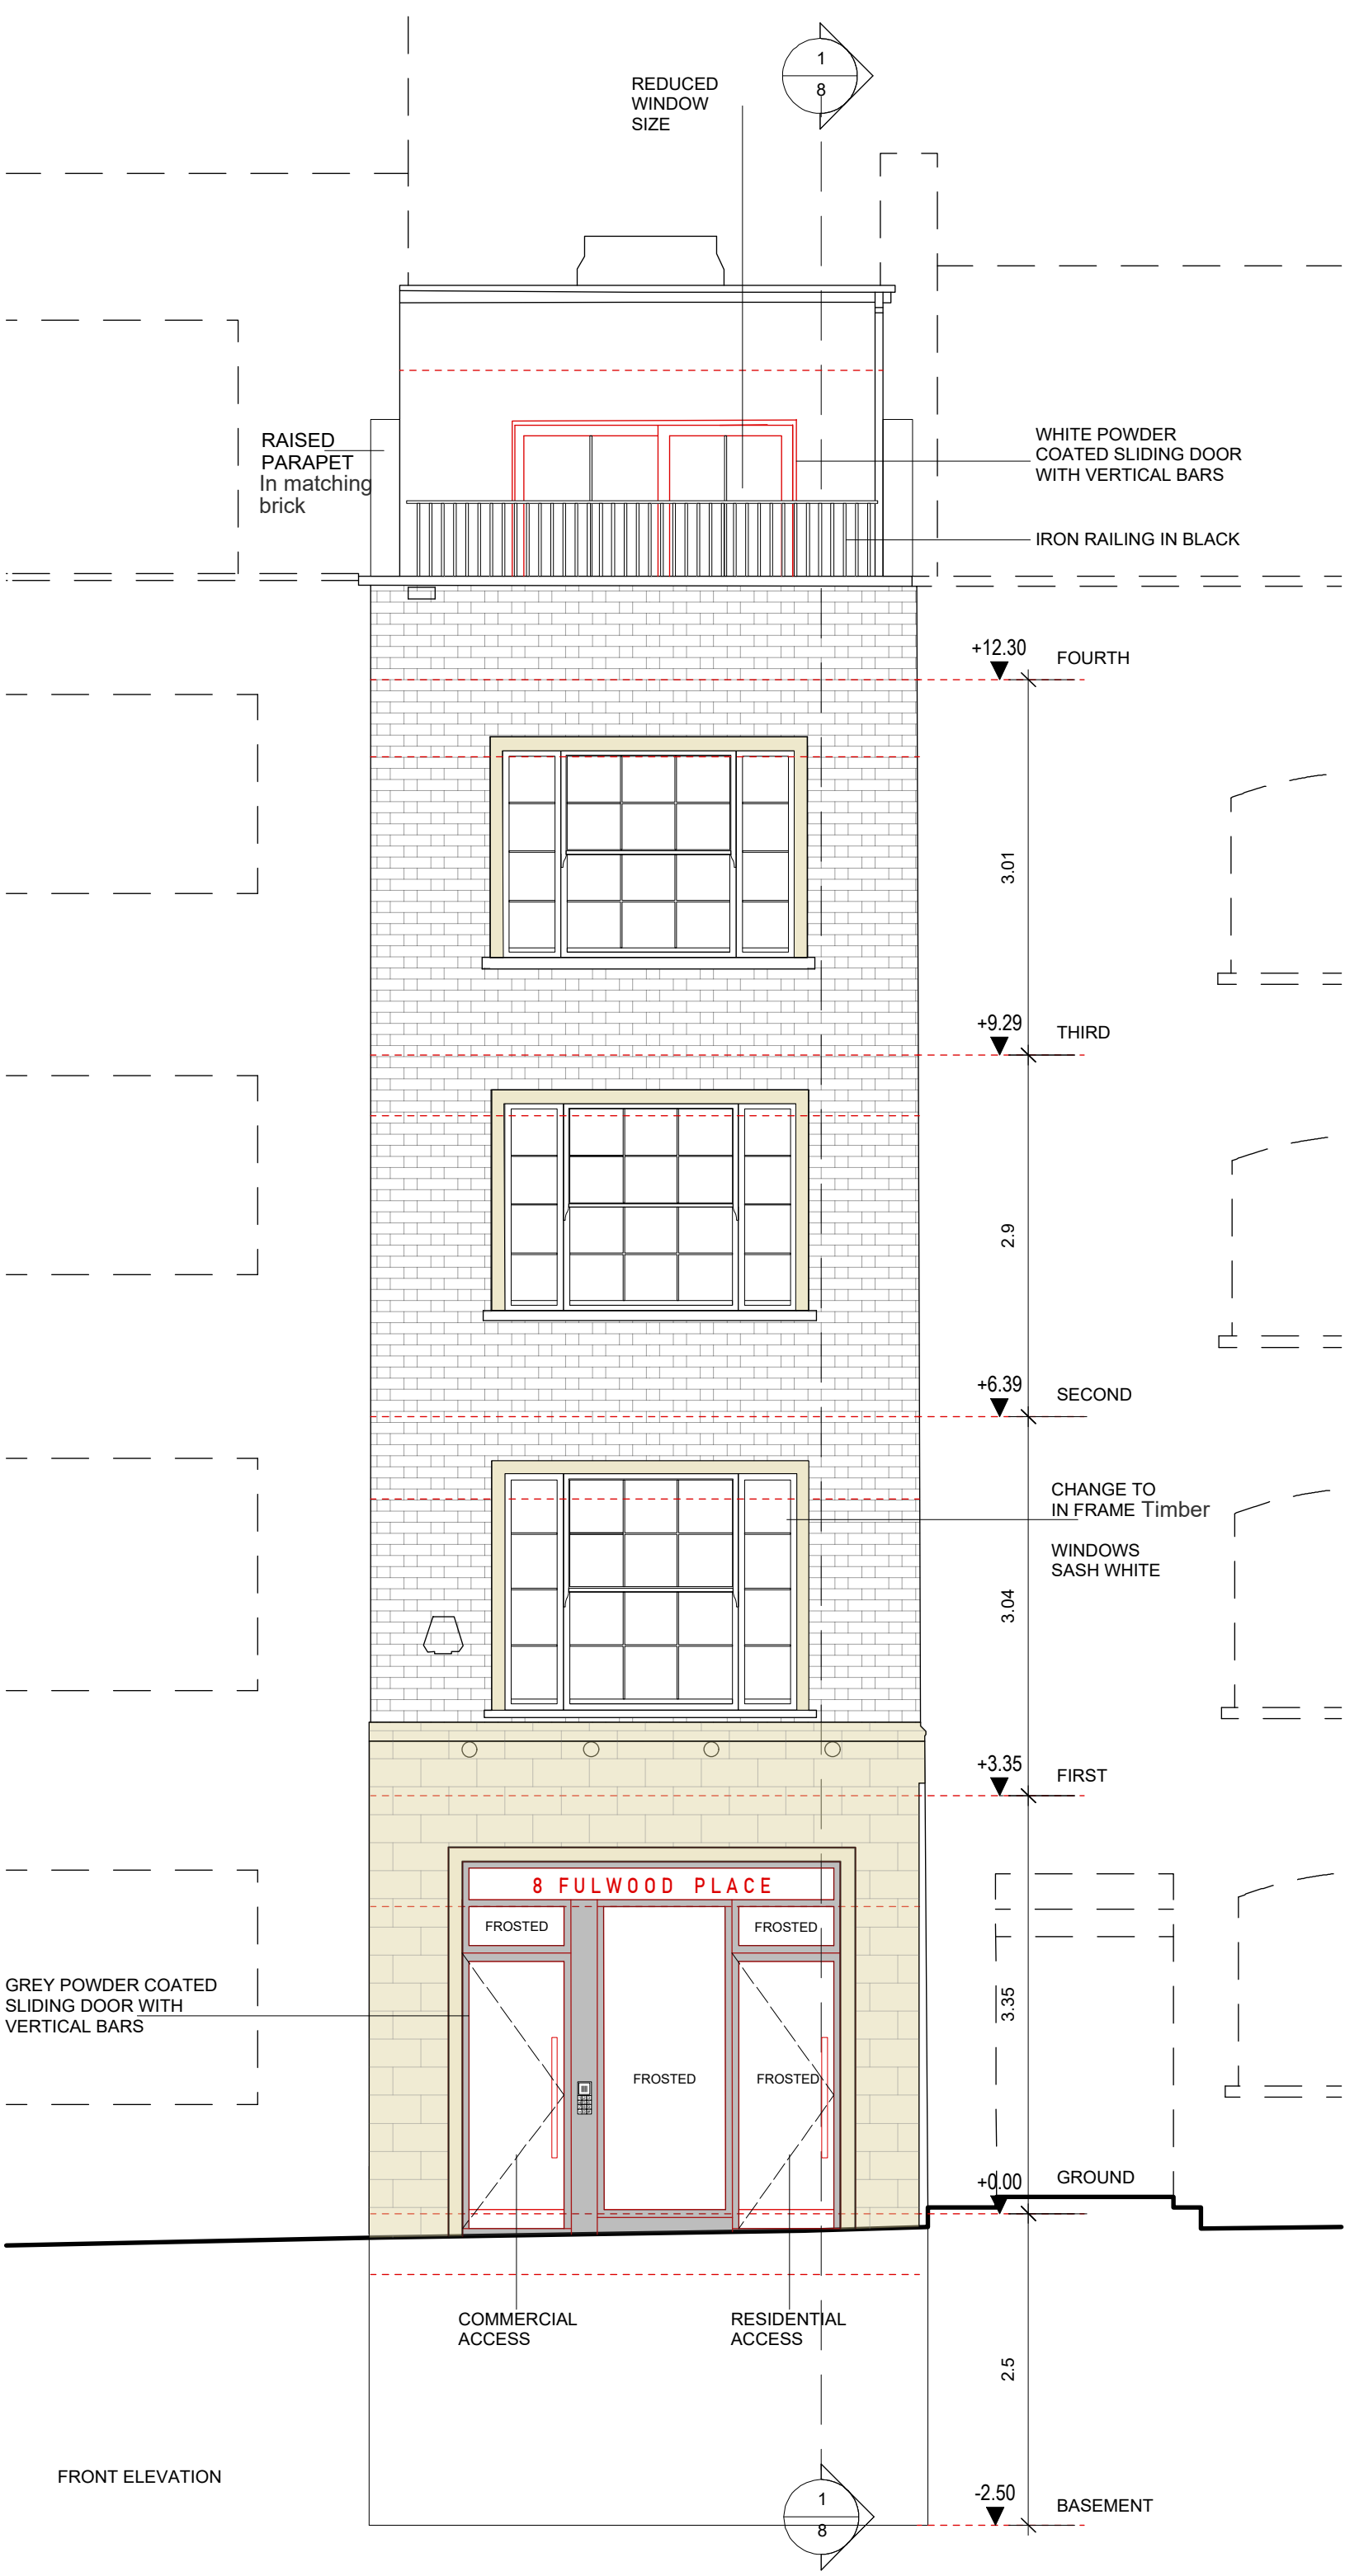 1
8
REDUCED
WINDOW
SIZE
RAISED
PARAPET
In matching
brick
WHITE POWDER
COATED SLIDING DOOR
WITH VERTICAL BARS
IRON RAILING IN BLACK
+12.30
FOURTH
3.01
+9.29
THIRD
2.9
+6.39
SECOND
CHANGE TO
IN FRAME Timber
WINDOWS
SASH WHITE
3.04
+3.35
FIRST
8 FULWOOD PLACE
FROSTED
FROSTED
GREY POWDER COATED
SLIDING DOOR WITH
VERTICAL BARS
3.35
FROSTED
FROSTED
+0.00
GROUND
COMMERCIAL
ACCESS
RESIDENTIAL
ACCESS
2.5
FRONT ELEVATION
1
8
-2.50
BASEMENT